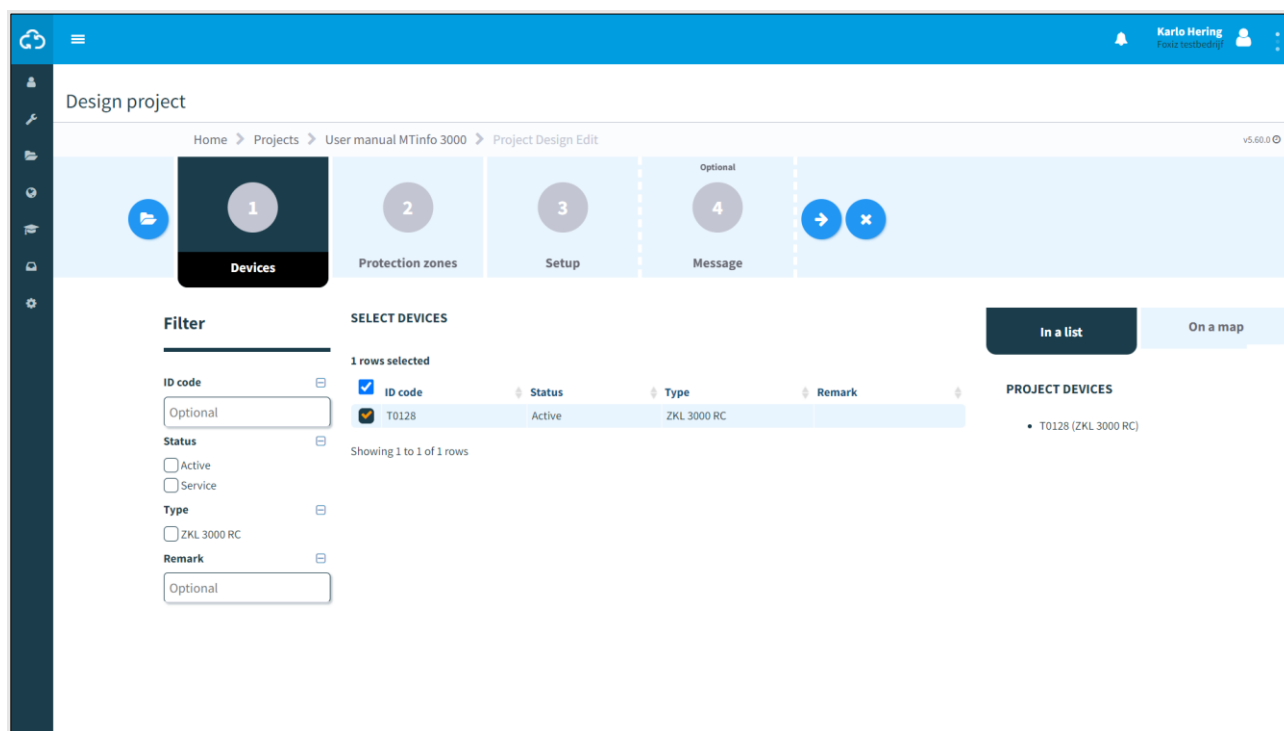 Karlo Hering
Foxiz testbedrijf
Design project
Home Projects User manual MTinfo 3000 Project Design Edit
v5.60.0
1
Devices
2
Protection zones
3
Setup
Optional
4
Message
Filter
ID code
Optional
Status
Active
Service
Type
ZKL 3000 RC
Remark
Optional
SELECT DEVICES
1 rows selected
ID code Status Type Remark
T0128 Active ZKL 3000 RC
Showing 1 to 1 of 1 rows
In a list
On a map
PROJECT DEVICES
• T0128 (ZKL 3000 RC)